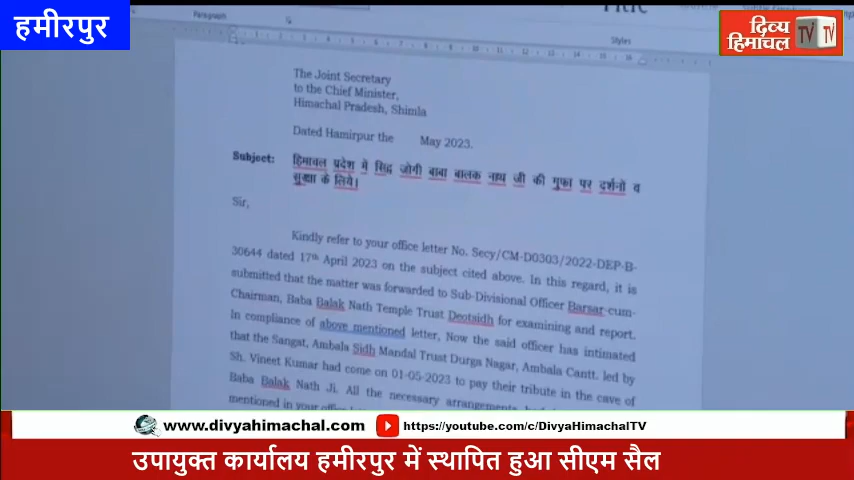 हमीरपुर
Paragraph
Styles
दिव्य
हिमाचल
TV TV
The Joint Secretary
to the Chief Minister,
Himachal Pradesh, Shimla
Dated Hamirpur the May 2023.
Subject: हिमाचल प्रदेश में सिद्ध जोगी बाबा बालक नाथ जी की गुफा पर दर्शनों व
सुरक्षा के लिये।
Sir,
Kindly refer to your office letter No. Secy/CM-D0303/2022-DEP-B-
30644 dated 17th April 2023 on the subject cited above. In this regard, it is
submitted that the matter was forwarded to Sub-Divisional Officer Barsar-cum-
Chairman, Baba Balak Nath Temple Trust Deotsidh for examining and report.
In compliance of above mentioned letter, Now the said officer has intimated
that the Sangat, Ambala Sidh Mandal Trust Durga Nagar, Ambala Cantt. led by
Sh. Vineet Kumar had come on 01-05-2023 to pay their tribute in the cave of
Baba Balak Nath Ji. All the necessary arrangements
mentioned in your
www.divyahimachal.com https://youtube.com/c/DivyaHimachalTV
उपायुक्त कार्यालय हमीरपुर में स्थापित हुआ सीएम सैल